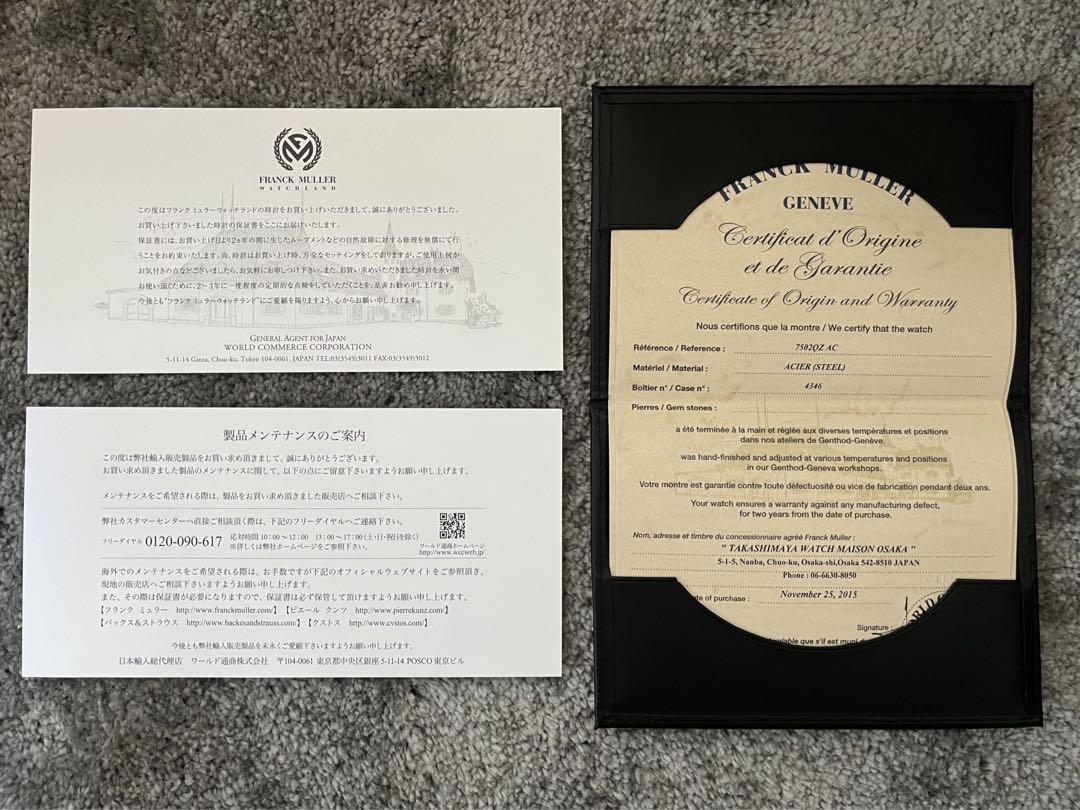 FRANCK MULLER
WATCHLAND
この度はフランク ミュラーウォッチランドの時計をお買い上げいただきまして、誠にありがとうございました。
お買い上げ下さいました時計の保証書をここにお届けいたします。
保証書には、お買い上げ日より2ヵ年の間に生じたムーブメントなどの自然故障に対する修理を無償にて行
うことをお約束いたします。尚、時計はお買い上げ時、万全なセッティングをしておりますが、ご使用上何か
お気付きの点などございましたら、お気軽にお申しつけ下さい。また、お買い求めいただきました時計を永い間
お使い頂くために、2〜3年に一度程度の定期的な点検をしていただくことを、是非お勧め申し上げます。
今後とも"フランク ミュラーウォッチランド"にご愛顧を賜りますよう、心からお願い申し上げます。
GENERAL AGENT FOR JAPAN
WORLD COMMERCE CORPORATION
5-11-14 Ginza, Chuo-ku, Tokyo 104-0061, JAPAN TEL:03(3549)3011 FAX:03(3549)3012
製品メンテナンスのご案内
この度は弊社輸入販売製品をお買い求め頂きまして、誠にありがとうございます。
お買い求め頂きました製品のメンテナンスに関して、以下の点にご留意下さいますようお願い申し上げます。
メンテナンスをご希望される際は、製品をお買い求め頂きました販売店へご相談下さい。
弊社カスタマーセンターへ直接ご相談頂く際は、下記のフリーダイヤルへご連絡下さい。
フリーダイヤル 0120-090-617 応対時間 10:00〜12:00 13:00〜17:00(土・日・祝日を除く)
※詳しくは弊社ホームページをご参照下さい。
ワールド通商ホームページ
http://www.wccweb.jp/
海外でのメンテナンスをご希望される際は、お手数ですが下記のオフィシャルウェブサイトをご参照頂き、
現地の販売店へご相談下さいますようお願い申し上げます。
また、その際は保証書が必要になりますので、保証書は必ず保管して頂けますようお願い申し上げます。
【フランク ミュラー http://www.franckmuller.com/】【ピエール クンツ http://www.pierrekunz.com/】
【バックス&ストラウス http://www.backesandstrauss.com/】【クストス http://www.cvstos.com/】
今後とも弊社輸入販売製品を末永くご愛顧下さいますようお願い申し上げます。
日本輸入総代理店 ワールド通商株式会社 〒104-0061 東京都中央区銀座 5-11-14 POSCO 東京ビル
FRANCK MULLER
GENEVE
Certificat d'Origine
et de Garantie
Certificate of Origin and Warranty
Nous certifions que la montre / We certify that the watch
Référence / Reference : 7502QZ AC
Matériel / Material : ACIER (STEEL)
Boîtier n° / Case n° : 4346
Pierres / Gem stones :
a été terminée à la main et réglée aux diverses températures et positions
dans nos ateliers de Genthod-Genève.
was hand-finished and adjusted at various temperatures and positions
in our Genthod-Geneva workshops.
Votre montre est garantie contre toute défectuosité ou vice de fabrication pendant deux ans.
Your watch ensures a warranty against any manufacturing defect,
for two years from the date of purchase.
Nom, adresse et timbre du concessionnaire agréé Franck Muller :
" TAKASHIMAYA WATCH MAISON OSAKA "
5-1-5, Nanba, Chuo-ku, Osaka-shi,Osaka 542-8510 JAPAN
Phone : 06-6630-8050
te of purchase : November 25, 2015
Signature :
alable que s'il est muni d